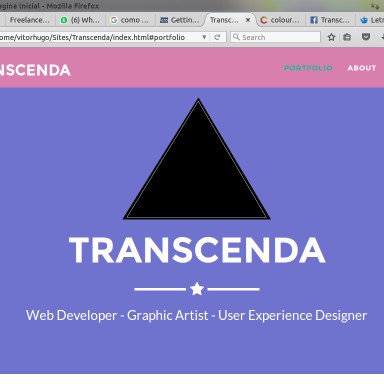 agina Inicial - Mozilla Firefox
Freelance... (6) Wh... como ... Gettin... Transc... × colour... Transc... Letr
ome/vitorhugo/Sites/Transcenda/index.html#portfolio Search
NSCENDA PORTFOLIO ABOUT
TRANSCENDA
Web Developer - Graphic Artist - User Experience Designer